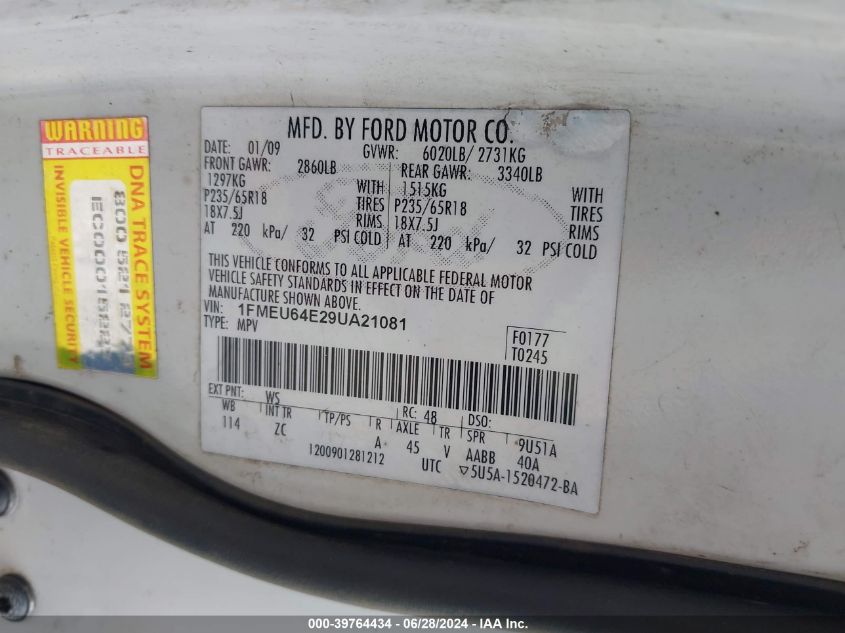 WARNING
TRACEABLE
DNA TRACE SYSTEM
INVISIBLE VEHICLE SECURITY
MFD. BY FORD MOTOR CO.
DATE: 01/09 GVWR: 6020LB/ 2731KG
FRONT GAWR: 2860LB REAR GAWR: 3340LB
1297KG WITH 1515KG WITH
P235/65R18 TIRES P235/65R18 TIRES
18X7.5J RIMS 18X7.5J RIMS
AT 220 kPa/ 32 PSI COLD AT 220 kPa/ 32 PSI COLD
THIS VEHICLE CONFORMS TO ALL APPLICABLE FEDERAL MOTOR
VEHICLE SAFETY STANDARDS IN EFFECT ON THE DATE OF
MANUFACTURE SHOWN ABOVE.
VIN: 1FMEU64E29UA21081
TYPE: MPV
F0177
T0245
EXT PNT: WS RC: 48 DSO:
WB INT TR TP/PS R AXLE TR SPR 9U51A
114 ZC A 45 V AABB 40A
1200901281212 UTC ▽5U5A-1520472-BA
000-39764434 - 06/28/2024 - IAA, Inc.